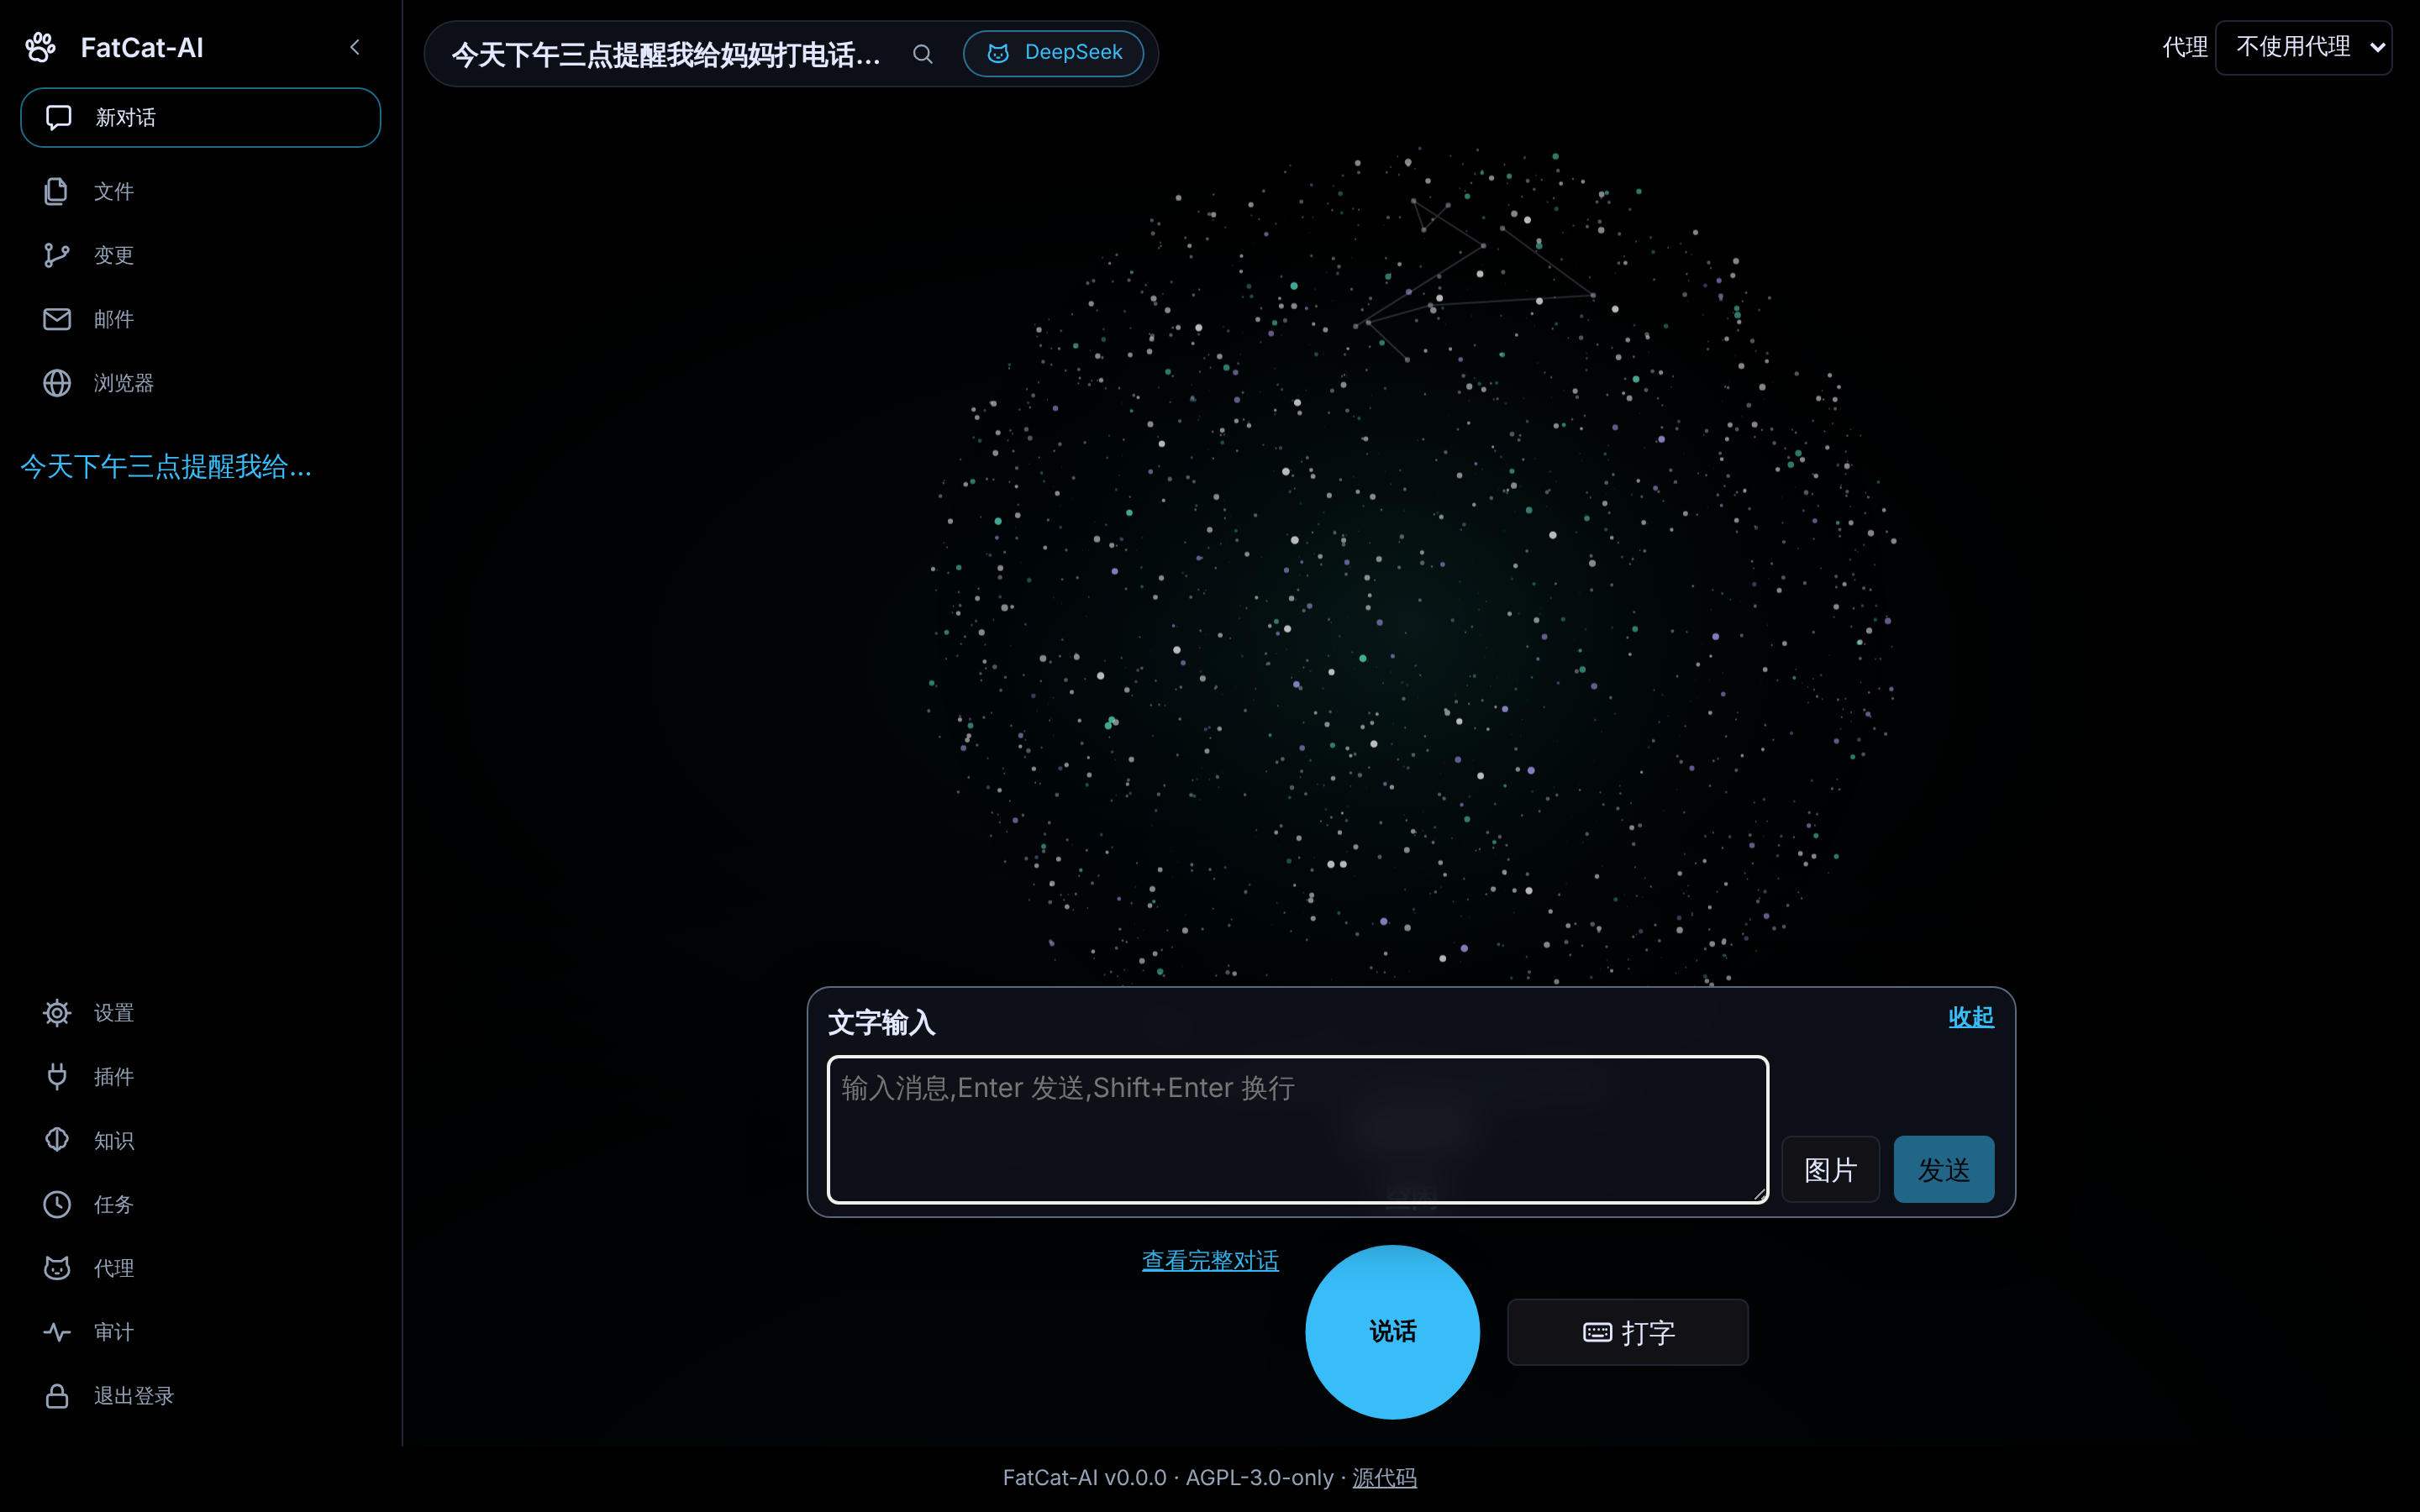 FatCat-AI
新对话
文件
变更
邮件
浏览器
今天下午三点提醒我给...
设置
插件
知识
任务
代理
审计
退出登录
今天下午三点提醒我给妈妈打电话...
DeepSeek
代理 不使用代理
文字输入
收起
输入消息,Enter 发送,Shift+Enter 换行
图片
发送
查看完整对话
说话
打字
FatCat-AI v0.0.0 · AGPL-3.0-only · 源代码